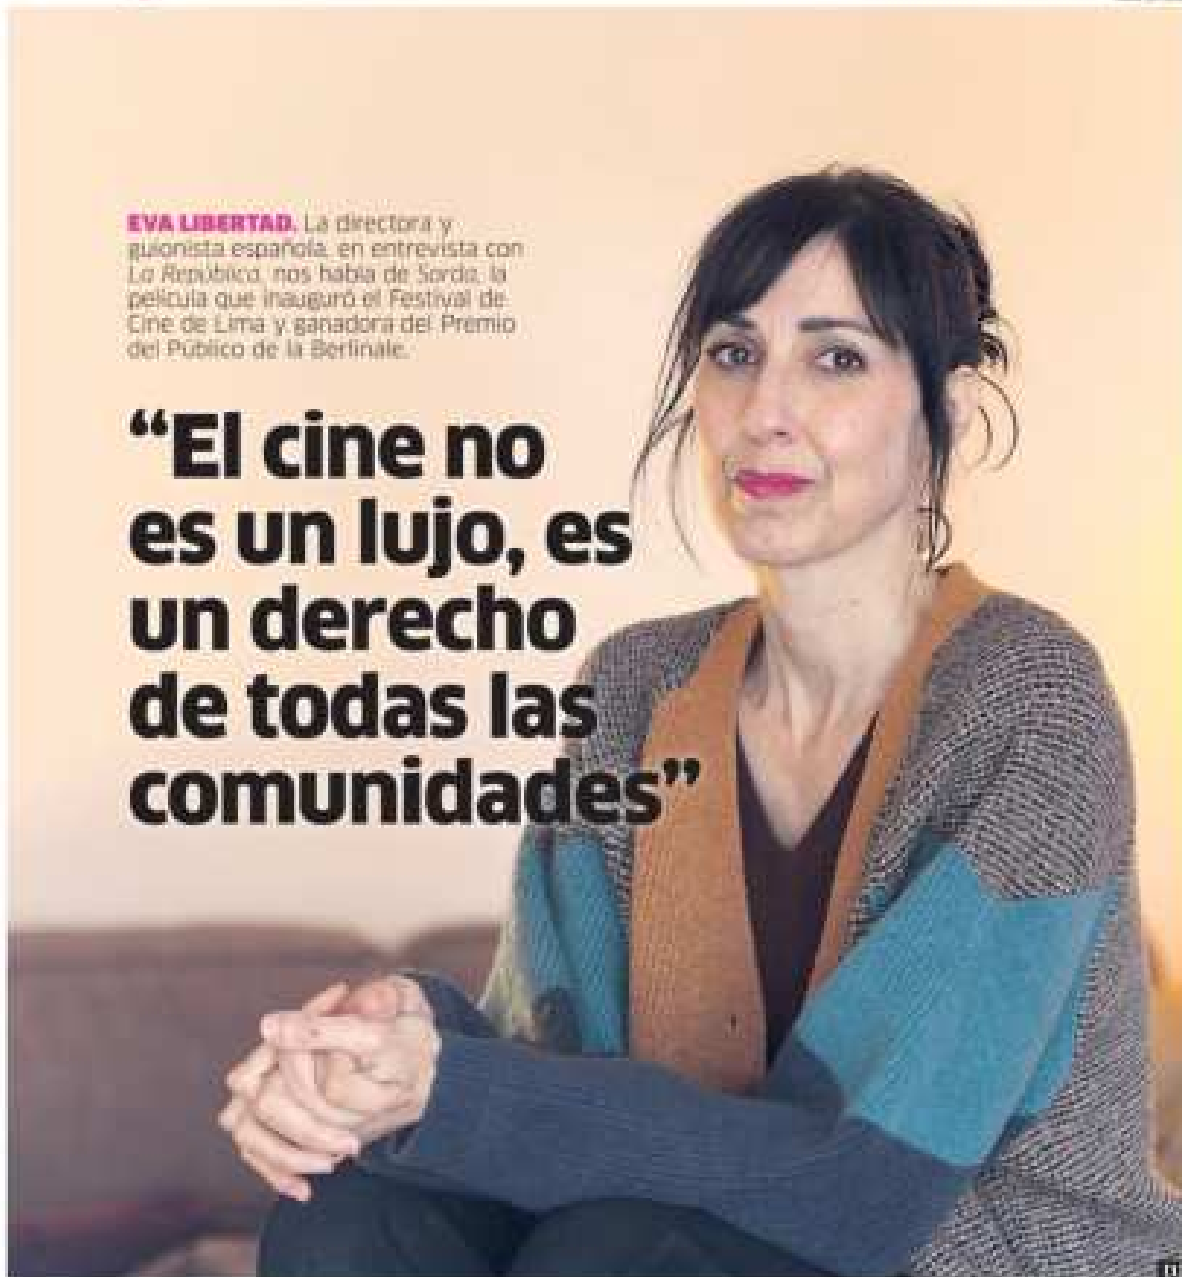 EVA LIBERTAD. La directora y
guionista española, en entrevista con
La República, nos habla de Sorda, la
película que inauguró el Festival de
Cine de Lima y ganadora del Premio
del Público de la Berlinale.
“El cine no
es un lujo, es
un derecho
de todas las
comunidades”